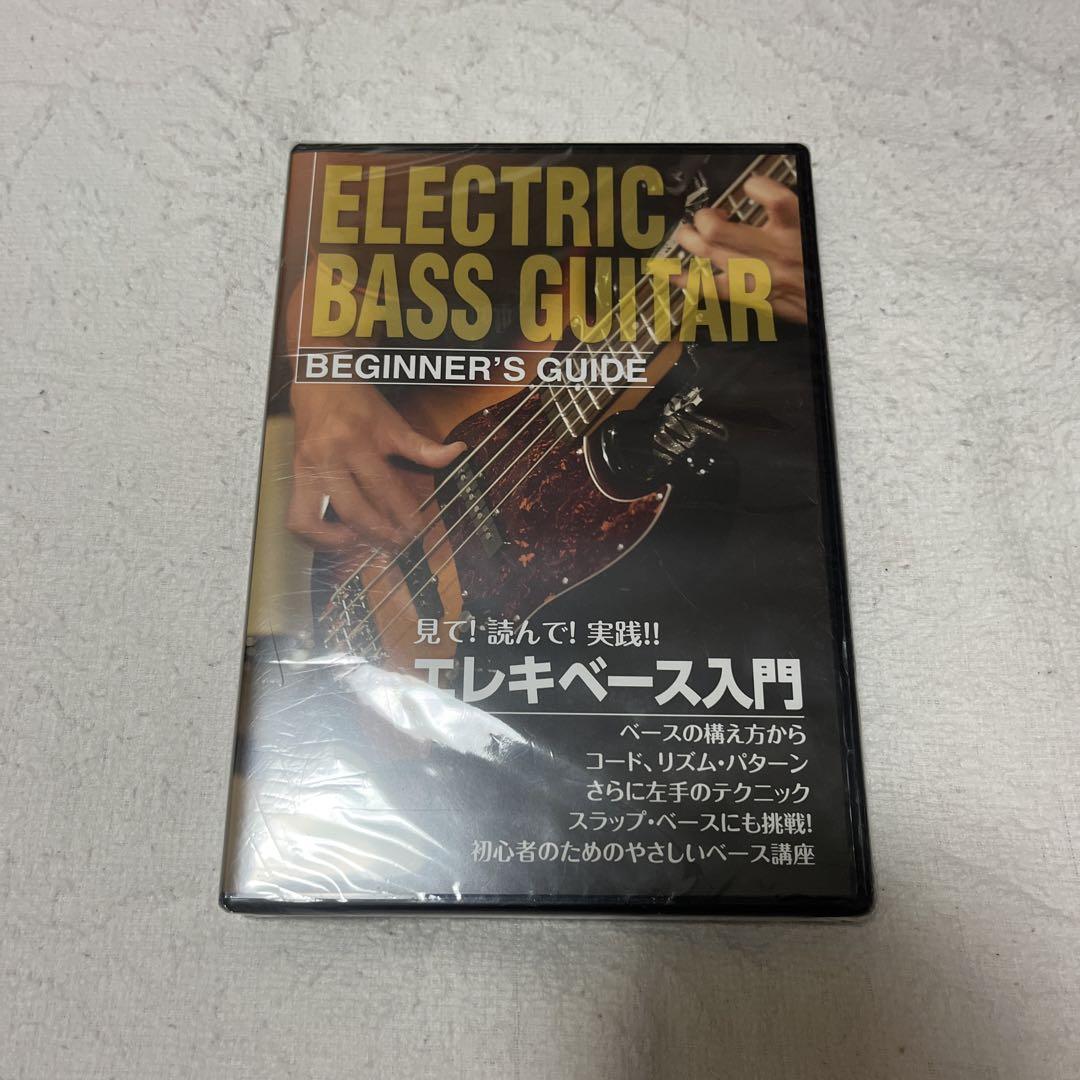 ELECTRIC
BASS GUITAR
BEGINNER'S GUIDE
見て!読んで!実践!!
エレキベース入門
ベースの構え方から
コード、リズム・パターン
さらに左手のテクニック
スラップ・ベースにも挑戦!
初心者のためのやさしいベース講座